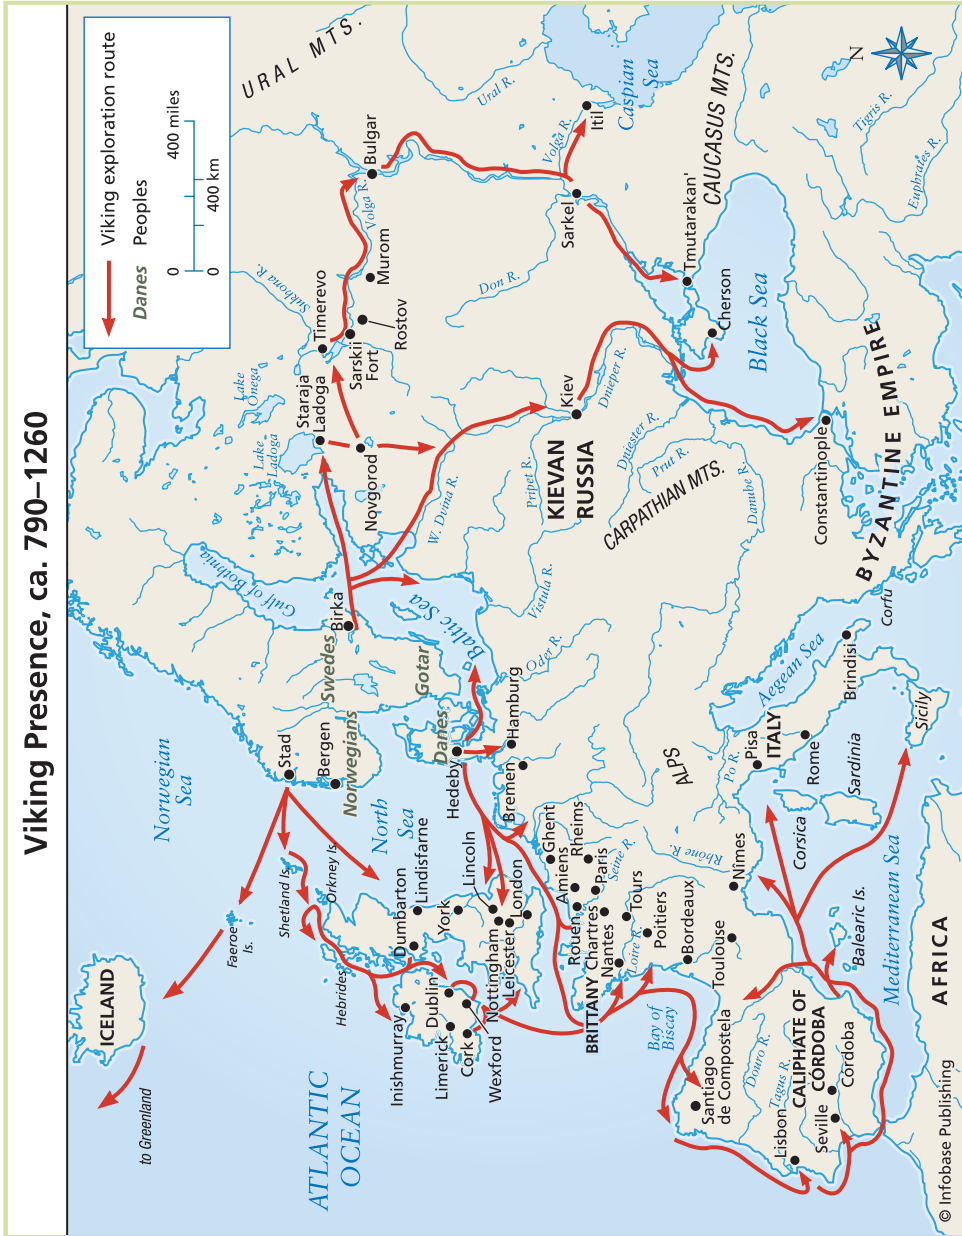 Viking Presence, ca. 790–1260
Viking exploration route
Danes
Peoples
0
400 miles
0
400 km
N
ICELAND
to Greenland
Norwegian
Sea
ATLANTIC
OCEAN
Faeroe
Is.
Shetland Is.
Orkney Is.
Hebrides
North
Sea
Stad
Bergen
Norwegians
Swedes
Gotar
Danes
Birka
Gulf of Bothnia
Baltic Sea
Lake
Onega
Lake
Ladoga
Staraja
Ladoga
Novgorod
Timerevo
Sarskii
Fort
Rostov
Murom
Bulgar
Sukhona R.
Volga R.
URAL MTS.
Ural R.
Volga R.
Itil
Caspian
Sea
Sarkel
Don R.
Tmutarakan'
CAUCASUS MTS.
Tigris R.
Euphrates R.
Cherson
Black Sea
Kiev
Dnieper R.
KIEVAN
RUSSIA
W. Dvina R.
Pripet R.
Dniester R.
Prut R.
CARPATHIAN MTS.
Danube R.
Vistula R.
Oder R.
Constantinople
BYZANTINE EMPIRE
Inishmurray
Dumbarton
Lindisfarne
Dublin
Limerick
Cork
Wexford
York
Lincoln
Nottingham
Leicester
London
Hedeby
Hamburg
Bremen
Ghent
Amiens
Rheims
Rouen
Paris
Seine R.
Chartres
Nantes
Tours
Loire R.
Poitiers
BRITTANY
Bay of
Biscay
Bordeaux
Toulouse
Nimes
Rhône R.
ALPS
Po R.
Pisa
ITALY
Rome
Aegean Sea
Brindisi
Corfu
Sicily
Sardinia
Corsica
Balearic Is.
Mediterranean Sea
AFRICA
Santiago
de Compostela
Douro R.
Tagus R.
CALIPHATE OF
CÓRDOBA
Córdoba
Lisbon
Seville
© Infobase Publishing